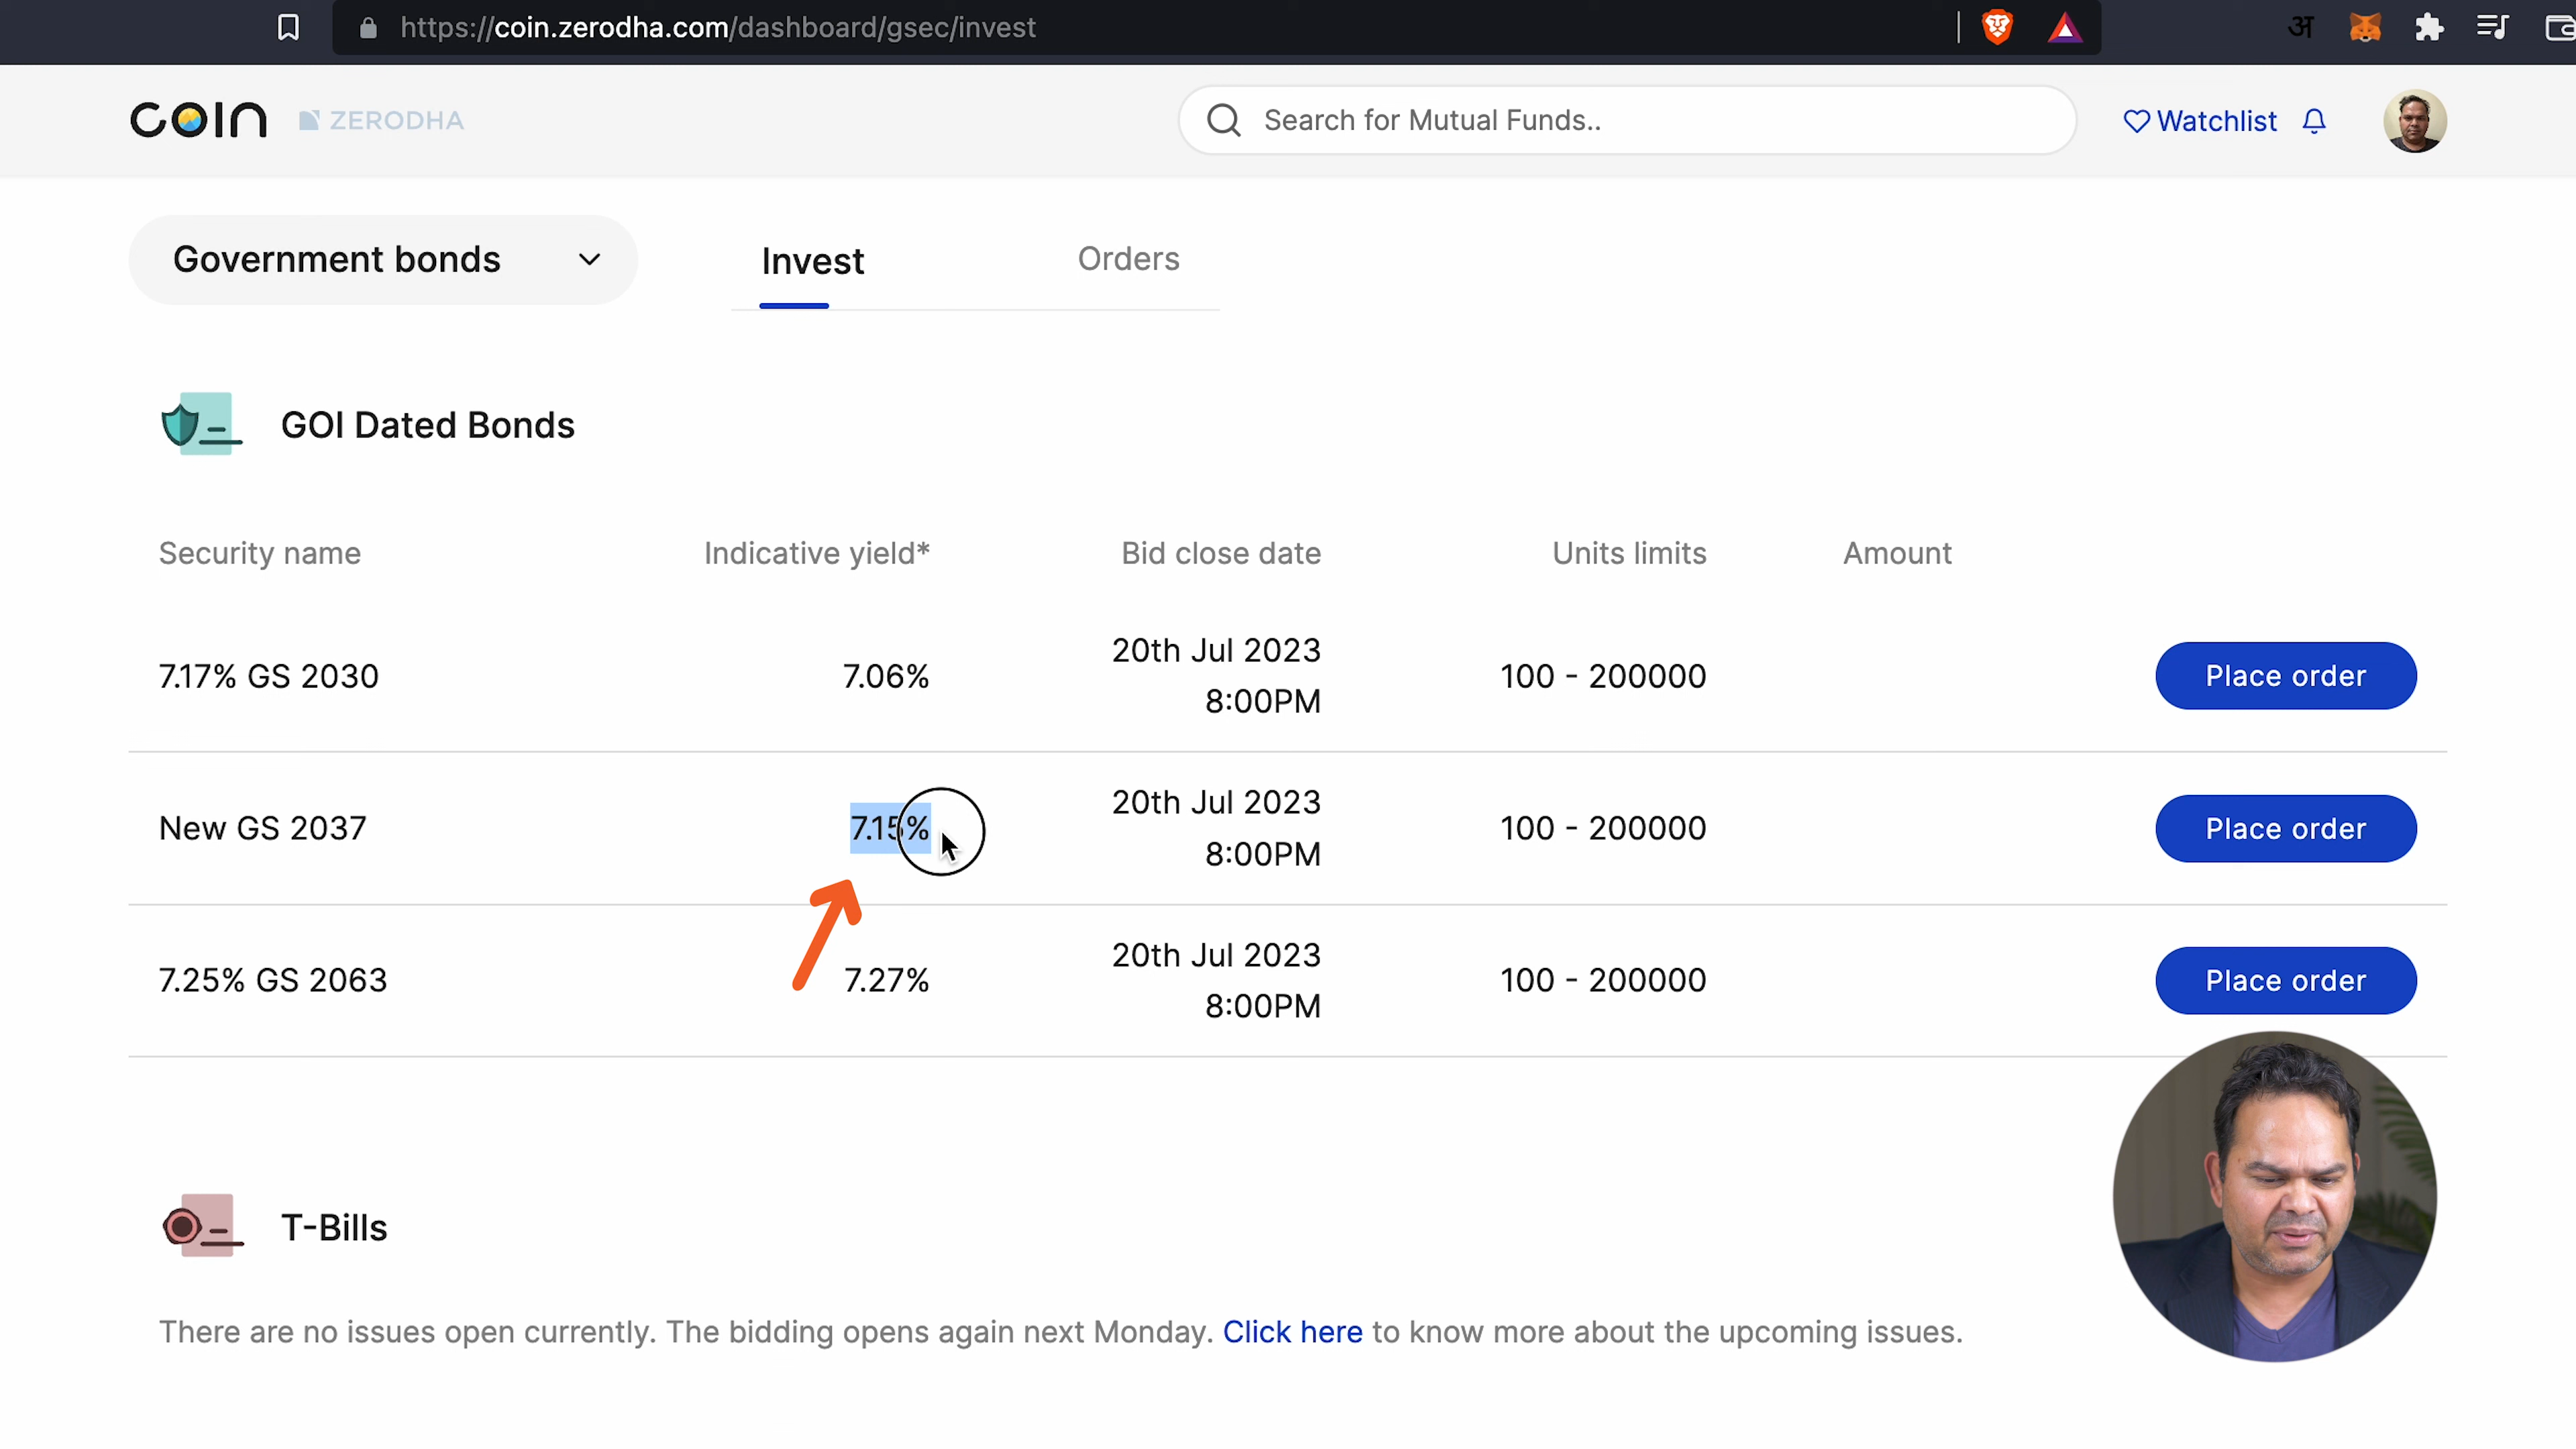 https://coin.zerodha.com/dashboard/gsec/invest
अ
coin ZERODHA
Search for Mutual Funds..
Watchlist
Government bonds
Invest
Orders
GOI Dated Bonds
Security name Indicative yield* Bid close date Units limits Amount
7.17% GS 2030 7.06% 20th Jul 2023 8:00PM 100 - 200000 Place order
New GS 2037 7.15% 20th Jul 2023 8:00PM 100 - 200000 Place order
7.25% GS 2063 7.27% 20th Jul 2023 8:00PM 100 - 200000 Place order
T-Bills
There are no issues open currently. The bidding opens again next Monday. Click here to know more about the upcoming issues.